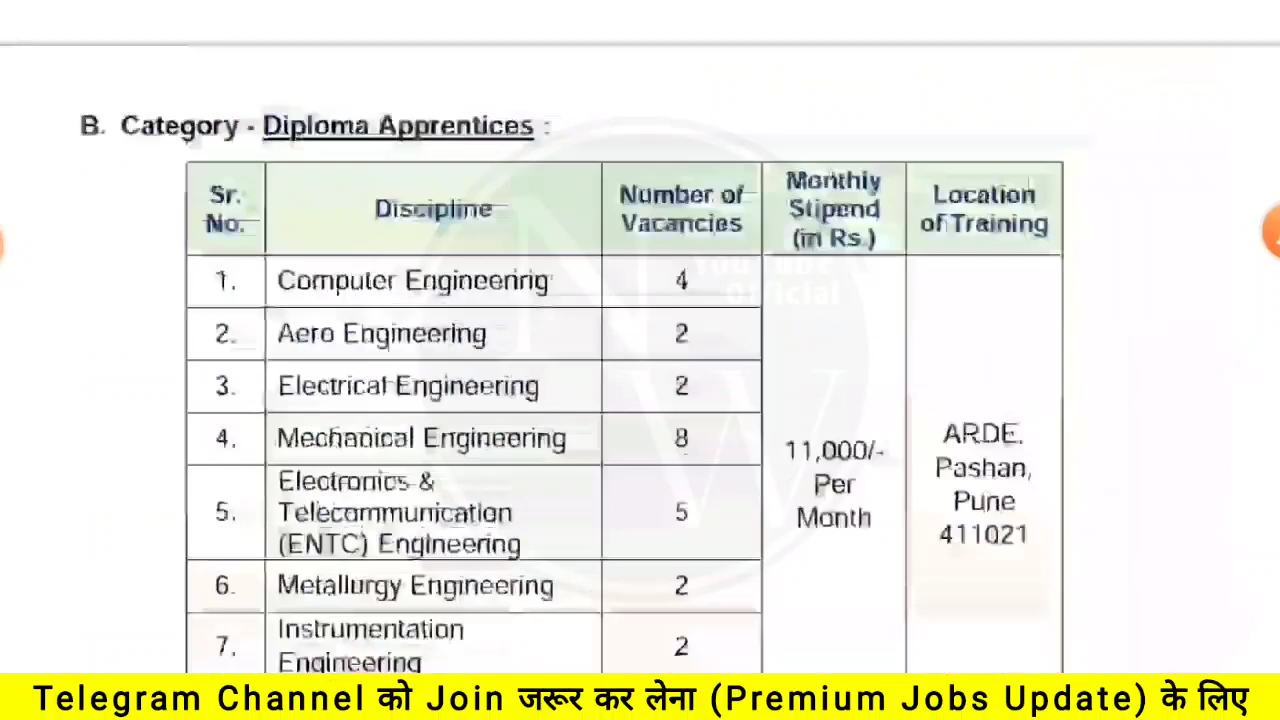 B. Category - Diploma Apprentices :
Sr. No. | Discipline | Number of Vacancies | Monthly Stipend (in Rs.) | Location of Training
1. | Computer Engineering | 4
2. | Aero Engineering | 2
3. | Electrical Engineering | 2
4. | Mechanical Engineering | 8
5. | Electronics & Telecommunication (ENTC) Engineering | 5
6. | Metallurgy Engineering | 2
7. | Instrumentation Engineering | 2
11,000/- Per Month
ARDE, Pashan, Pune 411021
YouTube
Official
NW
Telegram Channel को Join जरूर कर लेना (Premium Jobs Update) के लिए